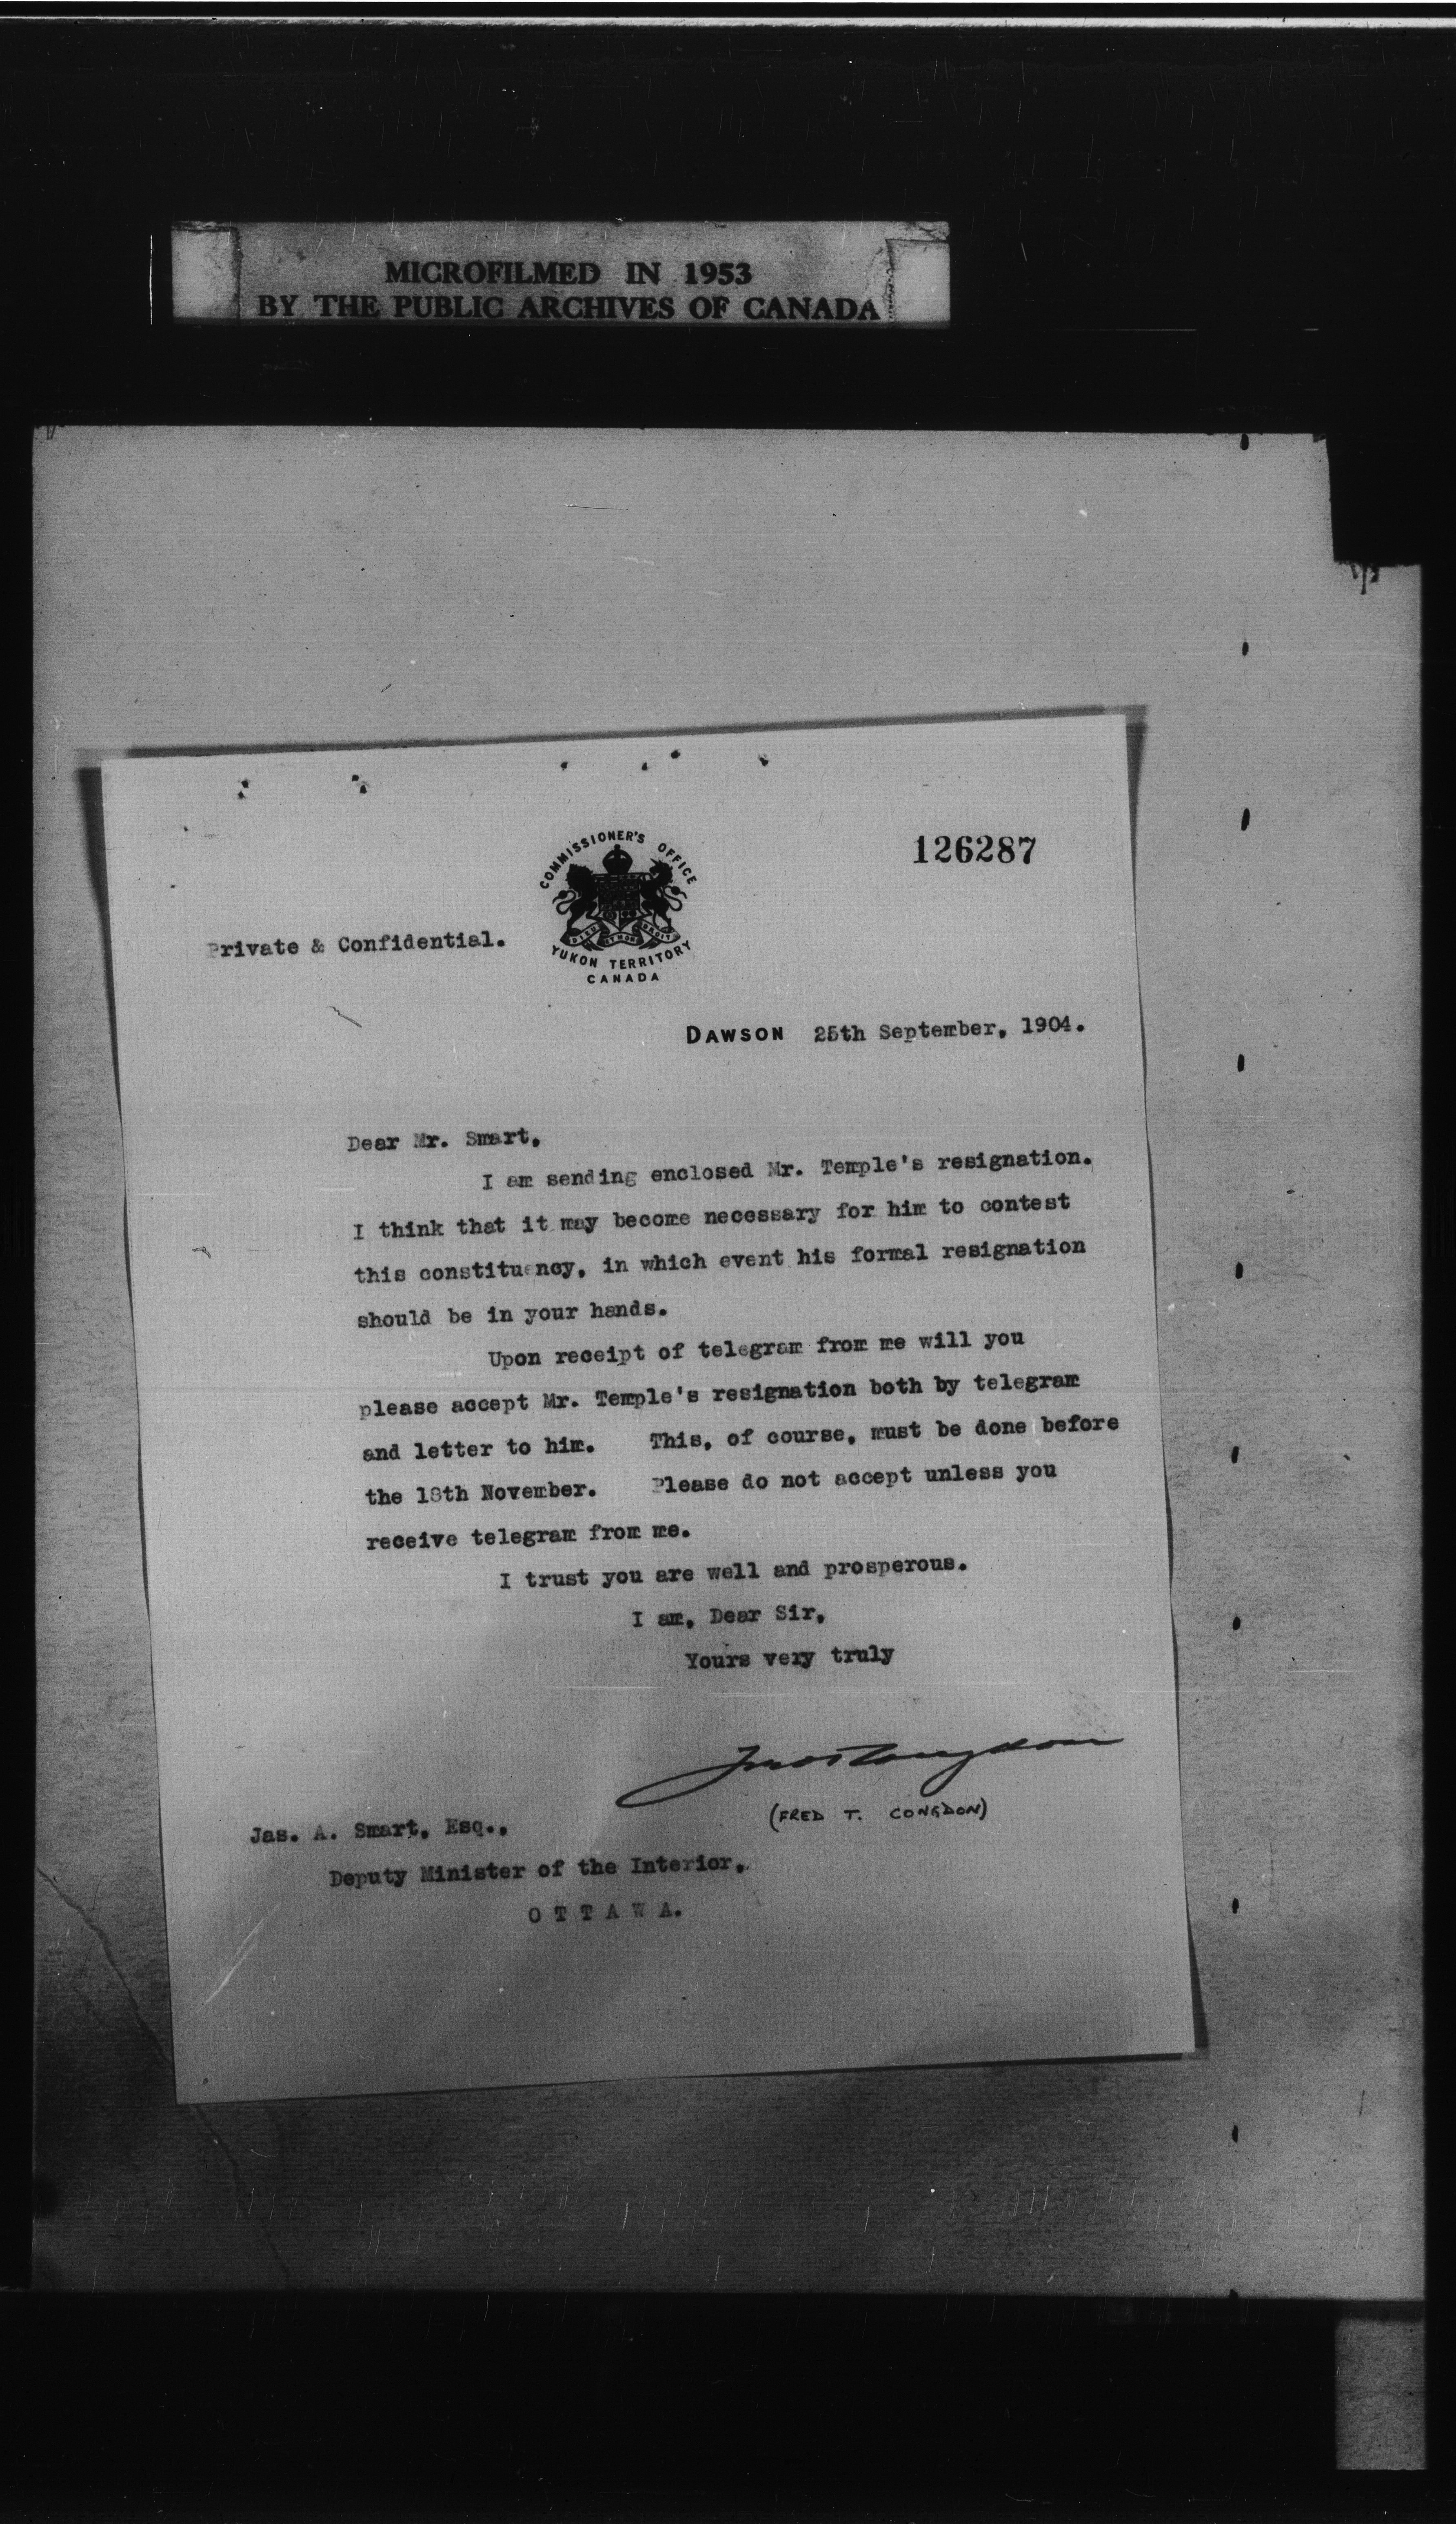 MICROFILMED IN 1953
BY THE PUBLIC ARCHIVES OF CANADA
126287
COMMISSIONER'S OFFICE
DIEU ET MON DROIT
YUKON TERRITORY
CANADA
Private & Confidential.
DAWSON 25th September, 1904.
Dear Mr. Smart,
I am sending enclosed Mr. Temple's resignation.
I think that it may become necessary for him to contest
this constituency, in which event his formal resignation
should be in your hands.
Upon receipt of telegram from me will you
please accept Mr. Temple's resignation both by telegram
and letter to him. This, of course, must be done before
the 18th November. Please do not accept unless you
receive telegram from me.
I trust you are well and prosperous.
I am, Dear Sir,
Yours very truly
Fred T Congdon
(FRED T. CONGDON)
Jas. A. Smart, Esq.,
Deputy Minister of the Interior,
O T T A W A.